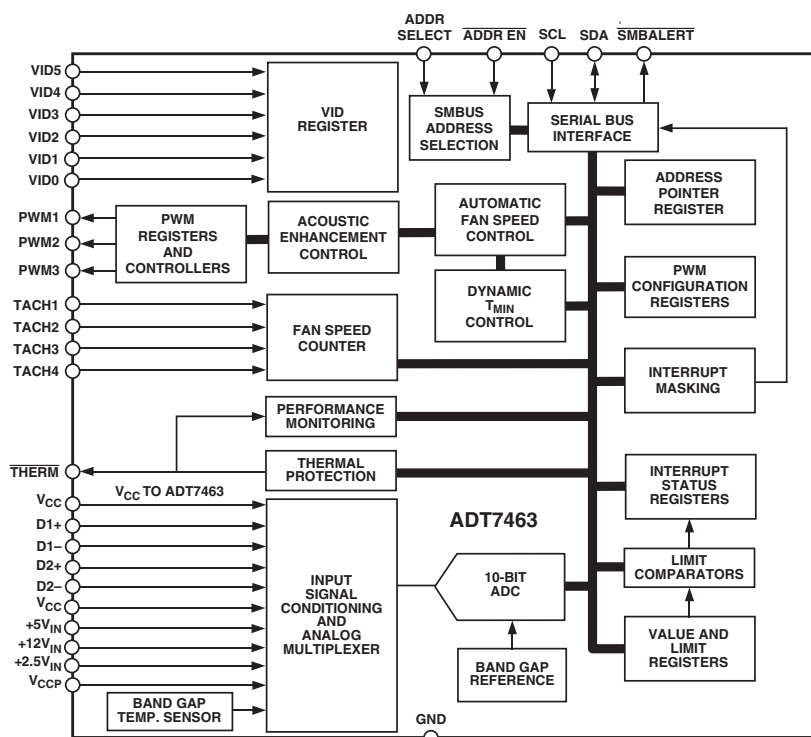 ADDR
SELECT
ADDR EN
SCL
SDA
SMBALERT
VID5
VID4
VID3
VID2
VID1
VID0
VID
REGISTER
SMBUS
ADDRESS
SELECTION
SERIAL BUS
INTERFACE
ADDRESS
POINTER
REGISTER
PWM1
PWM2
PWM3
PWM
REGISTERS
AND
CONTROLLERS
ACOUSTIC
ENHANCEMENT
CONTROL
AUTOMATIC
FAN SPEED
CONTROL
DYNAMIC
TMIN
CONTROL
PWM
CONFIGURATION
REGISTERS
TACH1
TACH2
TACH3
TACH4
FAN SPEED
COUNTER
INTERRUPT
MASKING
PERFORMANCE
MONITORING
THERM
THERMAL
PROTECTION
INTERRUPT
STATUS
REGISTERS
VCC
VCC TO ADT7463
D1+
D1–
D2+
D2–
VCC
+5VIN
+12VIN
+2.5VIN
VCCP
INPUT
SIGNAL
CONDITIONING
AND
ANALOG
MULTIPLEXER
ADT7463
10-BIT
ADC
LIMIT
COMPARATORS
VALUE AND
LIMIT
REGISTERS
BAND GAP
REFERENCE
BAND GAP
TEMP. SENSOR
GND